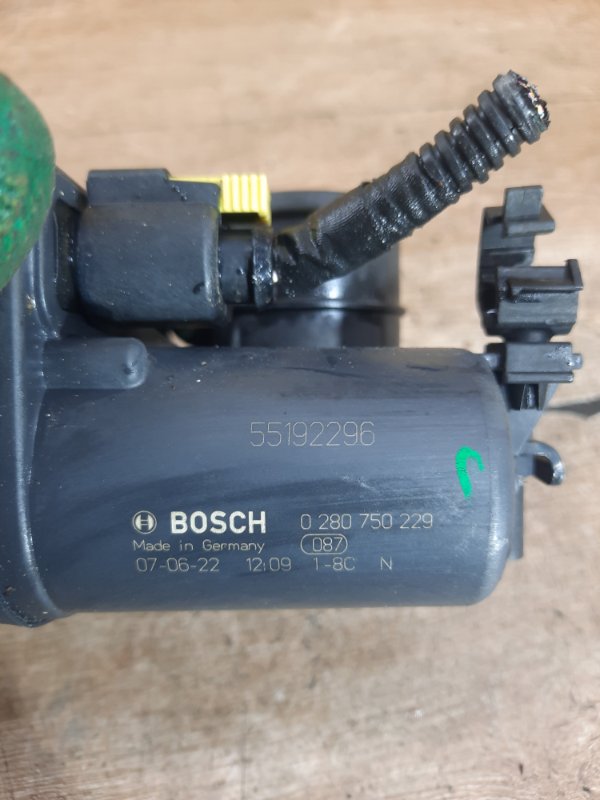 55192296
BOSCH 0 280 750 229
Made in Germany 087
07-06-22 12:09 1-8C N